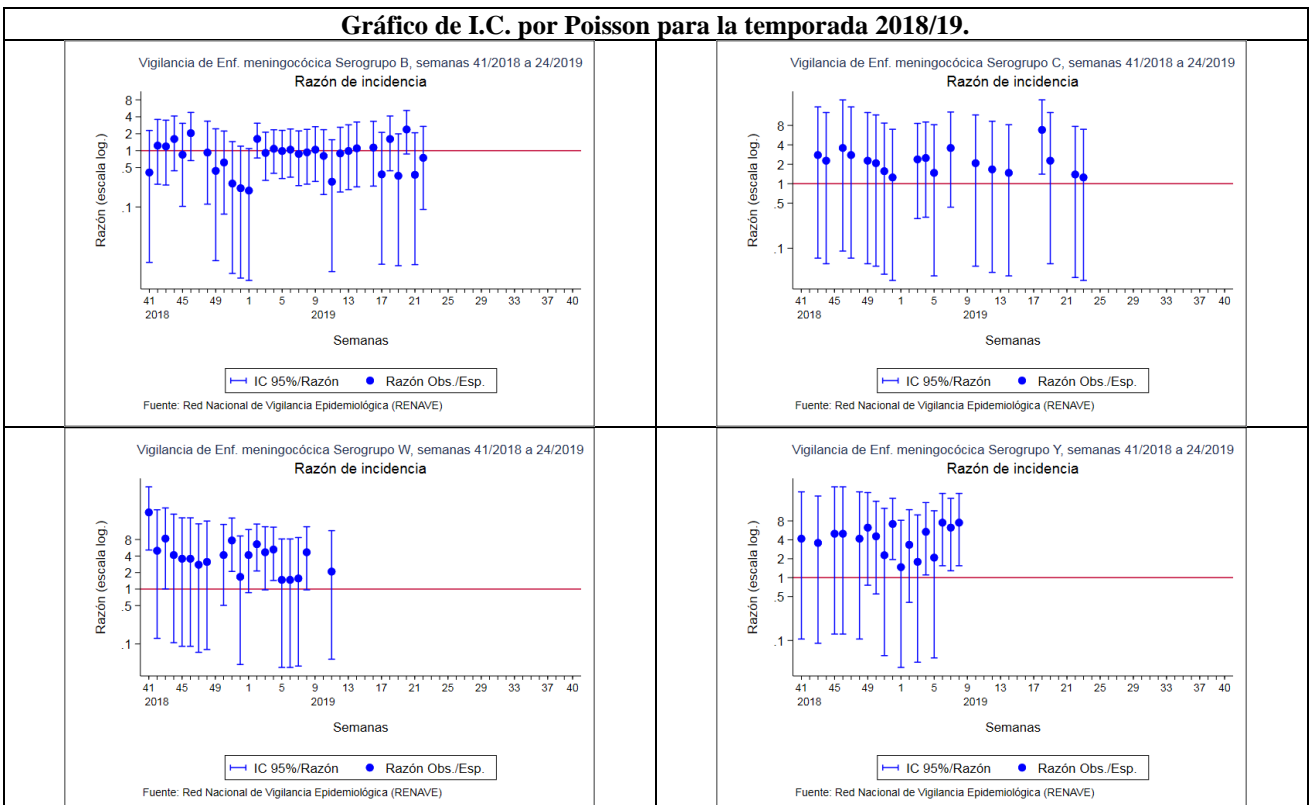 Gráfico de I.C. por Poisson para la temporada 2018/19.
Vigilancia de Enf. meningocócica Serogrupo B, semanas 41/2018 a 24/2019
Razón de incidencia
Razón (escala log.)
8
4
2
1
.5
.1
41 45 49 1 5 9 13 17 21 25 29 33 37 40
2018 2019
Semanas
IC 95%/Razón Razón Obs./Esp.
Fuente: Red Nacional de Vigilancia Epidemiológica (RENAVE)
Vigilancia de Enf. meningocócica Serogrupo C, semanas 41/2018 a 24/2019
Razón de incidencia
Razón (escala log.)
8
4
2
1
.5
.1
41 45 49 1 5 9 13 17 21 25 29 33 37 40
2018 2019
Semanas
IC 95%/Razón Razón Obs./Esp.
Fuente: Red Nacional de Vigilancia Epidemiológica (RENAVE)
Vigilancia de Enf. meningocócica Serogrupo W, semanas 41/2018 a 24/2019
Razón de incidencia
Razón (escala log.)
8
4
2
1
.5
.1
41 45 49 1 5 9 13 17 21 25 29 33 37 40
2018 2019
Semanas
IC 95%/Razón Razón Obs./Esp.
Fuente: Red Nacional de Vigilancia Epidemiológica (RENAVE)
Vigilancia de Enf. meningocócica Serogrupo Y, semanas 41/2018 a 24/2019
Razón de incidencia
Razón (escala log.)
8
4
2
1
.5
.1
41 45 49 1 5 9 13 17 21 25 29 33 37 40
2018 2019
Semanas
IC 95%/Razón Razón Obs./Esp.
Fuente: Red Nacional de Vigilancia Epidemiológica (RENAVE)